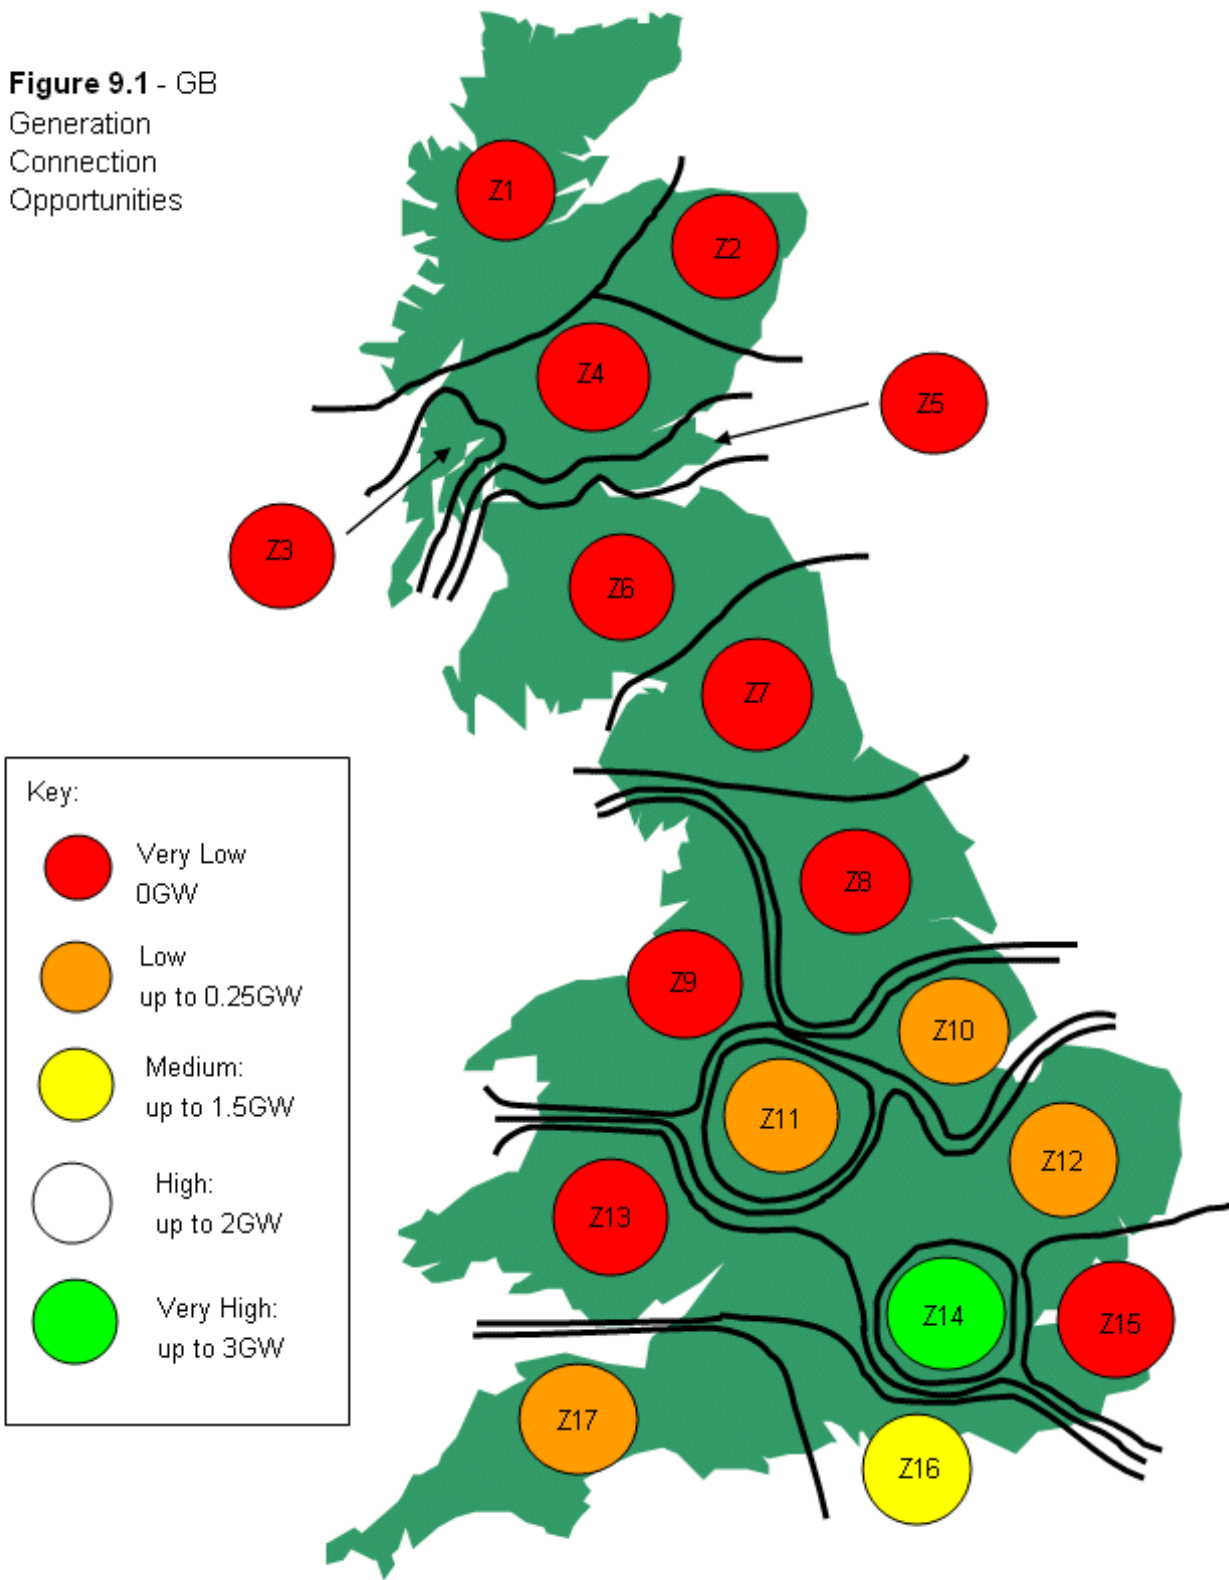 Figure 9.1 - GB
Generation
Connection
Opportunities
Z1
Z2
Z4
Z5
Z3
Z6
Z7
Z8
Z9
Z10
Z11
Z12
Z13
Z14
Z15
Z17
Z16
Key:
Very Low
0GW
Low
up to 0.25GW
Medium:
up to 1.5GW
High:
up to 2GW
Very High:
up to 3GW